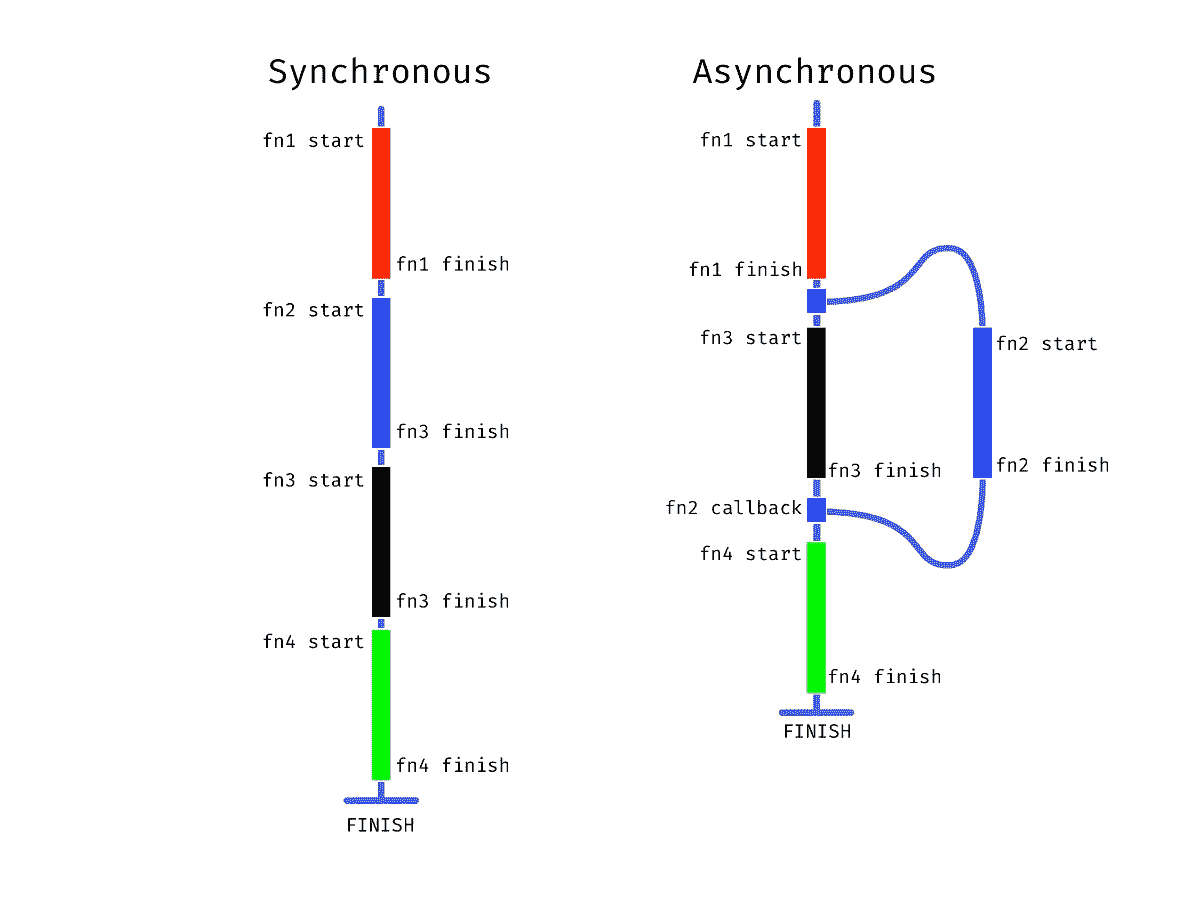 Synchronous
fn1 start
fn1 finish
fn2 start
fn3 finish
fn3 start
fn3 finish
fn4 start
fn4 finish
FINISH
Asynchronous
fn1 start
fn1 finish
fn3 start
fn2 start
fn2 finish
fn3 finish
fn2 callback
fn4 start
fn4 finish
FINISH